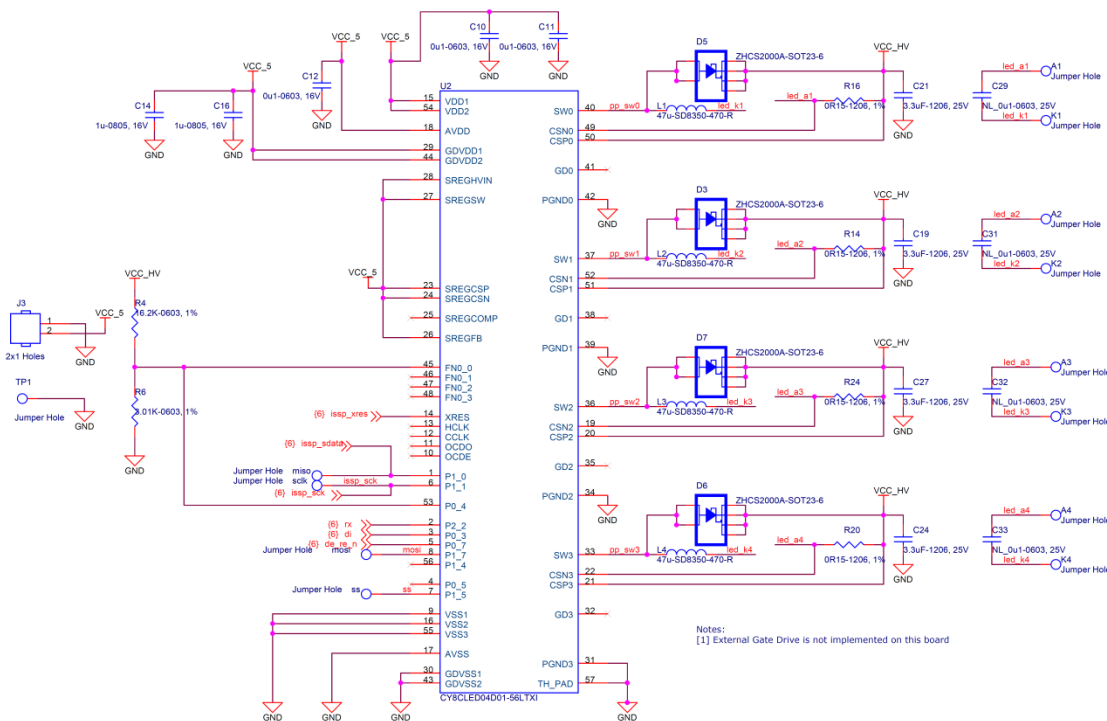 C10
0u1-0603, 16V
C11
0u1-0603, 16V
GND
GND
VCC_5
VCC_5
VCC_5
C12
0u1-0603, 16V
GND
C14
1u-0805, 16V
GND
C16
1u-0805, 16V
GND
U2
15 VDD1
54 VDD2
18 AVDD
29 GDVDD1
44 GDVDD2
28 SREGHVIN
27 SREGSW
VCC_5
23 SREGCSP
24 SREGCSN
25 SREGCOMP
26 SREGFB
45 FN0_0
46 FN0_1
47 FN0_2
48 FN0_3
{6} issp_xres
14 XRES
13 HCLK
12 CCLK
11 OCDO
10 OCDE
{6} issp_sdata
Jumper Hole miso
1 P1_0
Jumper Hole sclk issp_sck
6 P1_1
{6} issp_sck
53 P0_4
{6} rx
2 P2_2
{6} di
3 P0_3
{6} de_re_n
5 P0_7
Jumper Hole mosi mosi
8 P1_7
56 P1_4
4 P0_5
Jumper Hole ss ss
7 P1_5
9 VSS1
16 VSS2
55 VSS3
17 AVSS
30 GDVSS1
43 GDVSS2
GND
GND
GND
CY8CLED04D01-56LTXI
VCC_HV
R4
16.2K-0603, 1%
J3
1
2
VCC_5
GND
2x1 Holes
TP1
Jumper Hole
GND
R6
3.01K-0603, 1%
GND
SW0 40
CSN0 49
CSP0 50
GD0 41
PGND0 42
GND
pp_sw0
D5
ZHCS2000A-SOT23-6
L1
47u-SD8350-470-R
led_k1
led_a1
R16
0R15-1206, 1%
VCC_HV
C21
3.3uF-1206, 25V
GND
led_a1
A1
Jumper Hole
C29
NL_0u1-0603, 25V
led_k1
K1
Jumper Hole
SW1 37
CSN1 52
CSP1 51
GD1 38
PGND1 39
GND
pp_sw1
D3
ZHCS2000A-SOT23-6
L2
47u-SD8350-470-R
led_k2
led_a2
R14
0R15-1206, 1%
VCC_HV
C19
3.3uF-1206, 25V
GND
led_a2
A2
Jumper Hole
C31
NL_0u1-0603, 25V
led_k2
K2
Jumper Hole
SW2 36
CSN2 19
CSP2 20
GD2 35
PGND2 34
GND
pp_sw2
D7
ZHCS2000A-SOT23-6
L3
47u-SD8350-470-R
led_k3
led_a3
R24
0R15-1206, 1%
VCC_HV
C27
3.3uF-1206, 25V
GND
led_a3
A3
Jumper Hole
C32
NL_0u1-0603, 25V
led_k3
K3
Jumper Hole
SW3 33
CSN3 22
CSP3 21
GD3 32
PGND3 31
TH_PAD 57
GND
pp_sw3
D6
ZHCS2000A-SOT23-6
L4
47u-SD8350-470-R
led_k4
led_a4
R20
0R15-1206, 1%
VCC_HV
C24
3.3uF-1206, 25V
GND
led_a4
A4
Jumper Hole
C33
NL_0u1-0603, 25V
led_k4
K4
Jumper Hole
Notes:
[1] External Gate Drive is not implemented on this board